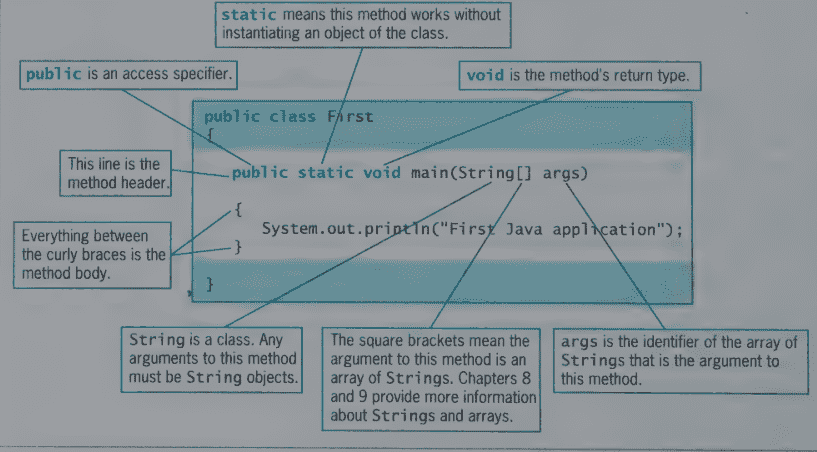 static means this method works without
instantiating an object of the class.
public is an access specifier.
void is the method's return type.
public class First
{
This line is the
method header.
public static void main(String[] args)
{
System.out.println("First Java application");
}
Everything between
the curly braces is the
method body.
}
String is a class. Any
arguments to this method
must be String objects.
The square brackets mean the
argument to this method is an
array of Strings. Chapters 8
and 9 provide more information
about Strings and arrays.
args is the identifier of the array of
Strings that is the argument to
this method.